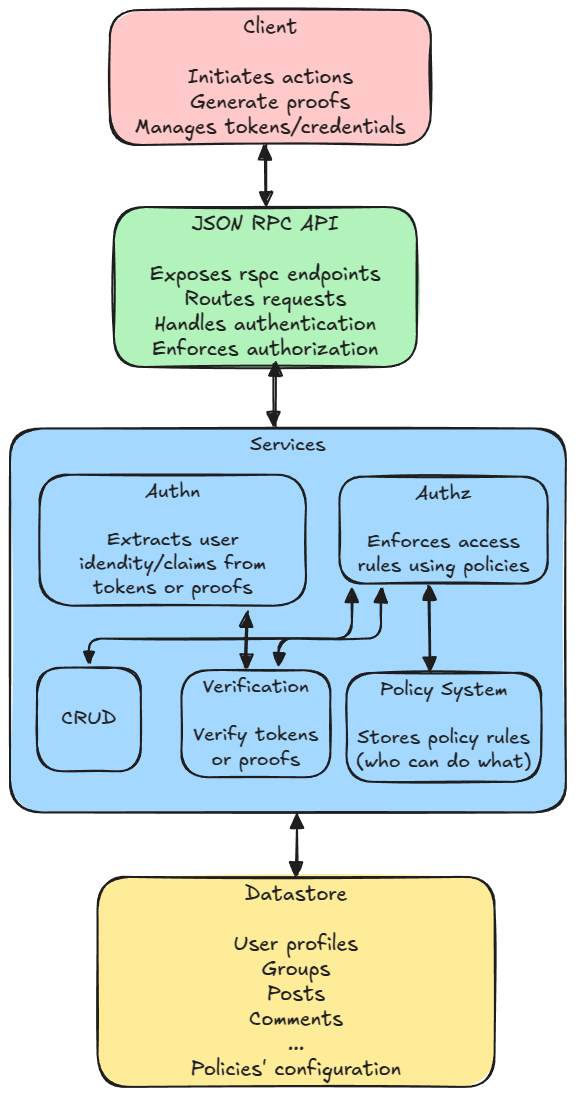 Client
Initiates actions
Generate proofs
Manages tokens/credentials
JSON RPC API
Exposes rspc endpoints
Routes requests
Handles authentication
Enforces authorization
Services
Authn
Extracts user
idendity/claims from
tokens or proofs
Authz
Enforces access
rules using policies
CRUD
Verification
Verify tokens
or proofs
Policy System
Stores policy rules
(who can do what)
Datastore
User profiles
Groups
Posts
Comments
...
Policies' configuration